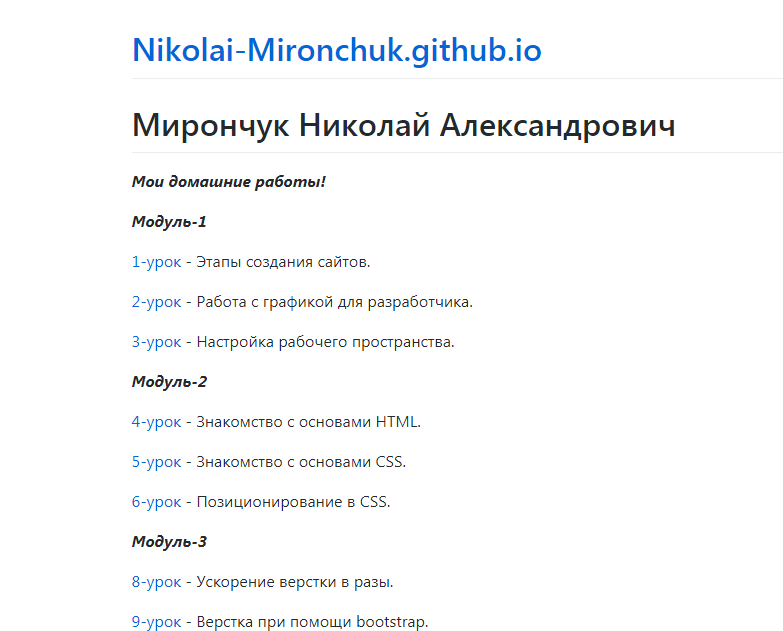 Nikolai-Mironchuk.github.io
Мирончук Николай Александрович
Мои домашние работы!
Модуль-1
1-урок - Этапы создания сайтов.
2-урок - Работа с графикой для разработчика.
3-урок - Настройка рабочего пространства.
Модуль-2
4-урок - Знакомство с основами HTML.
5-урок - Знакомство с основами CSS.
6-урок - Позиционирование в CSS.
Модуль-3
8-урок - Ускорение верстки в разы.
9-урок - Верстка при помощи bootstrap.